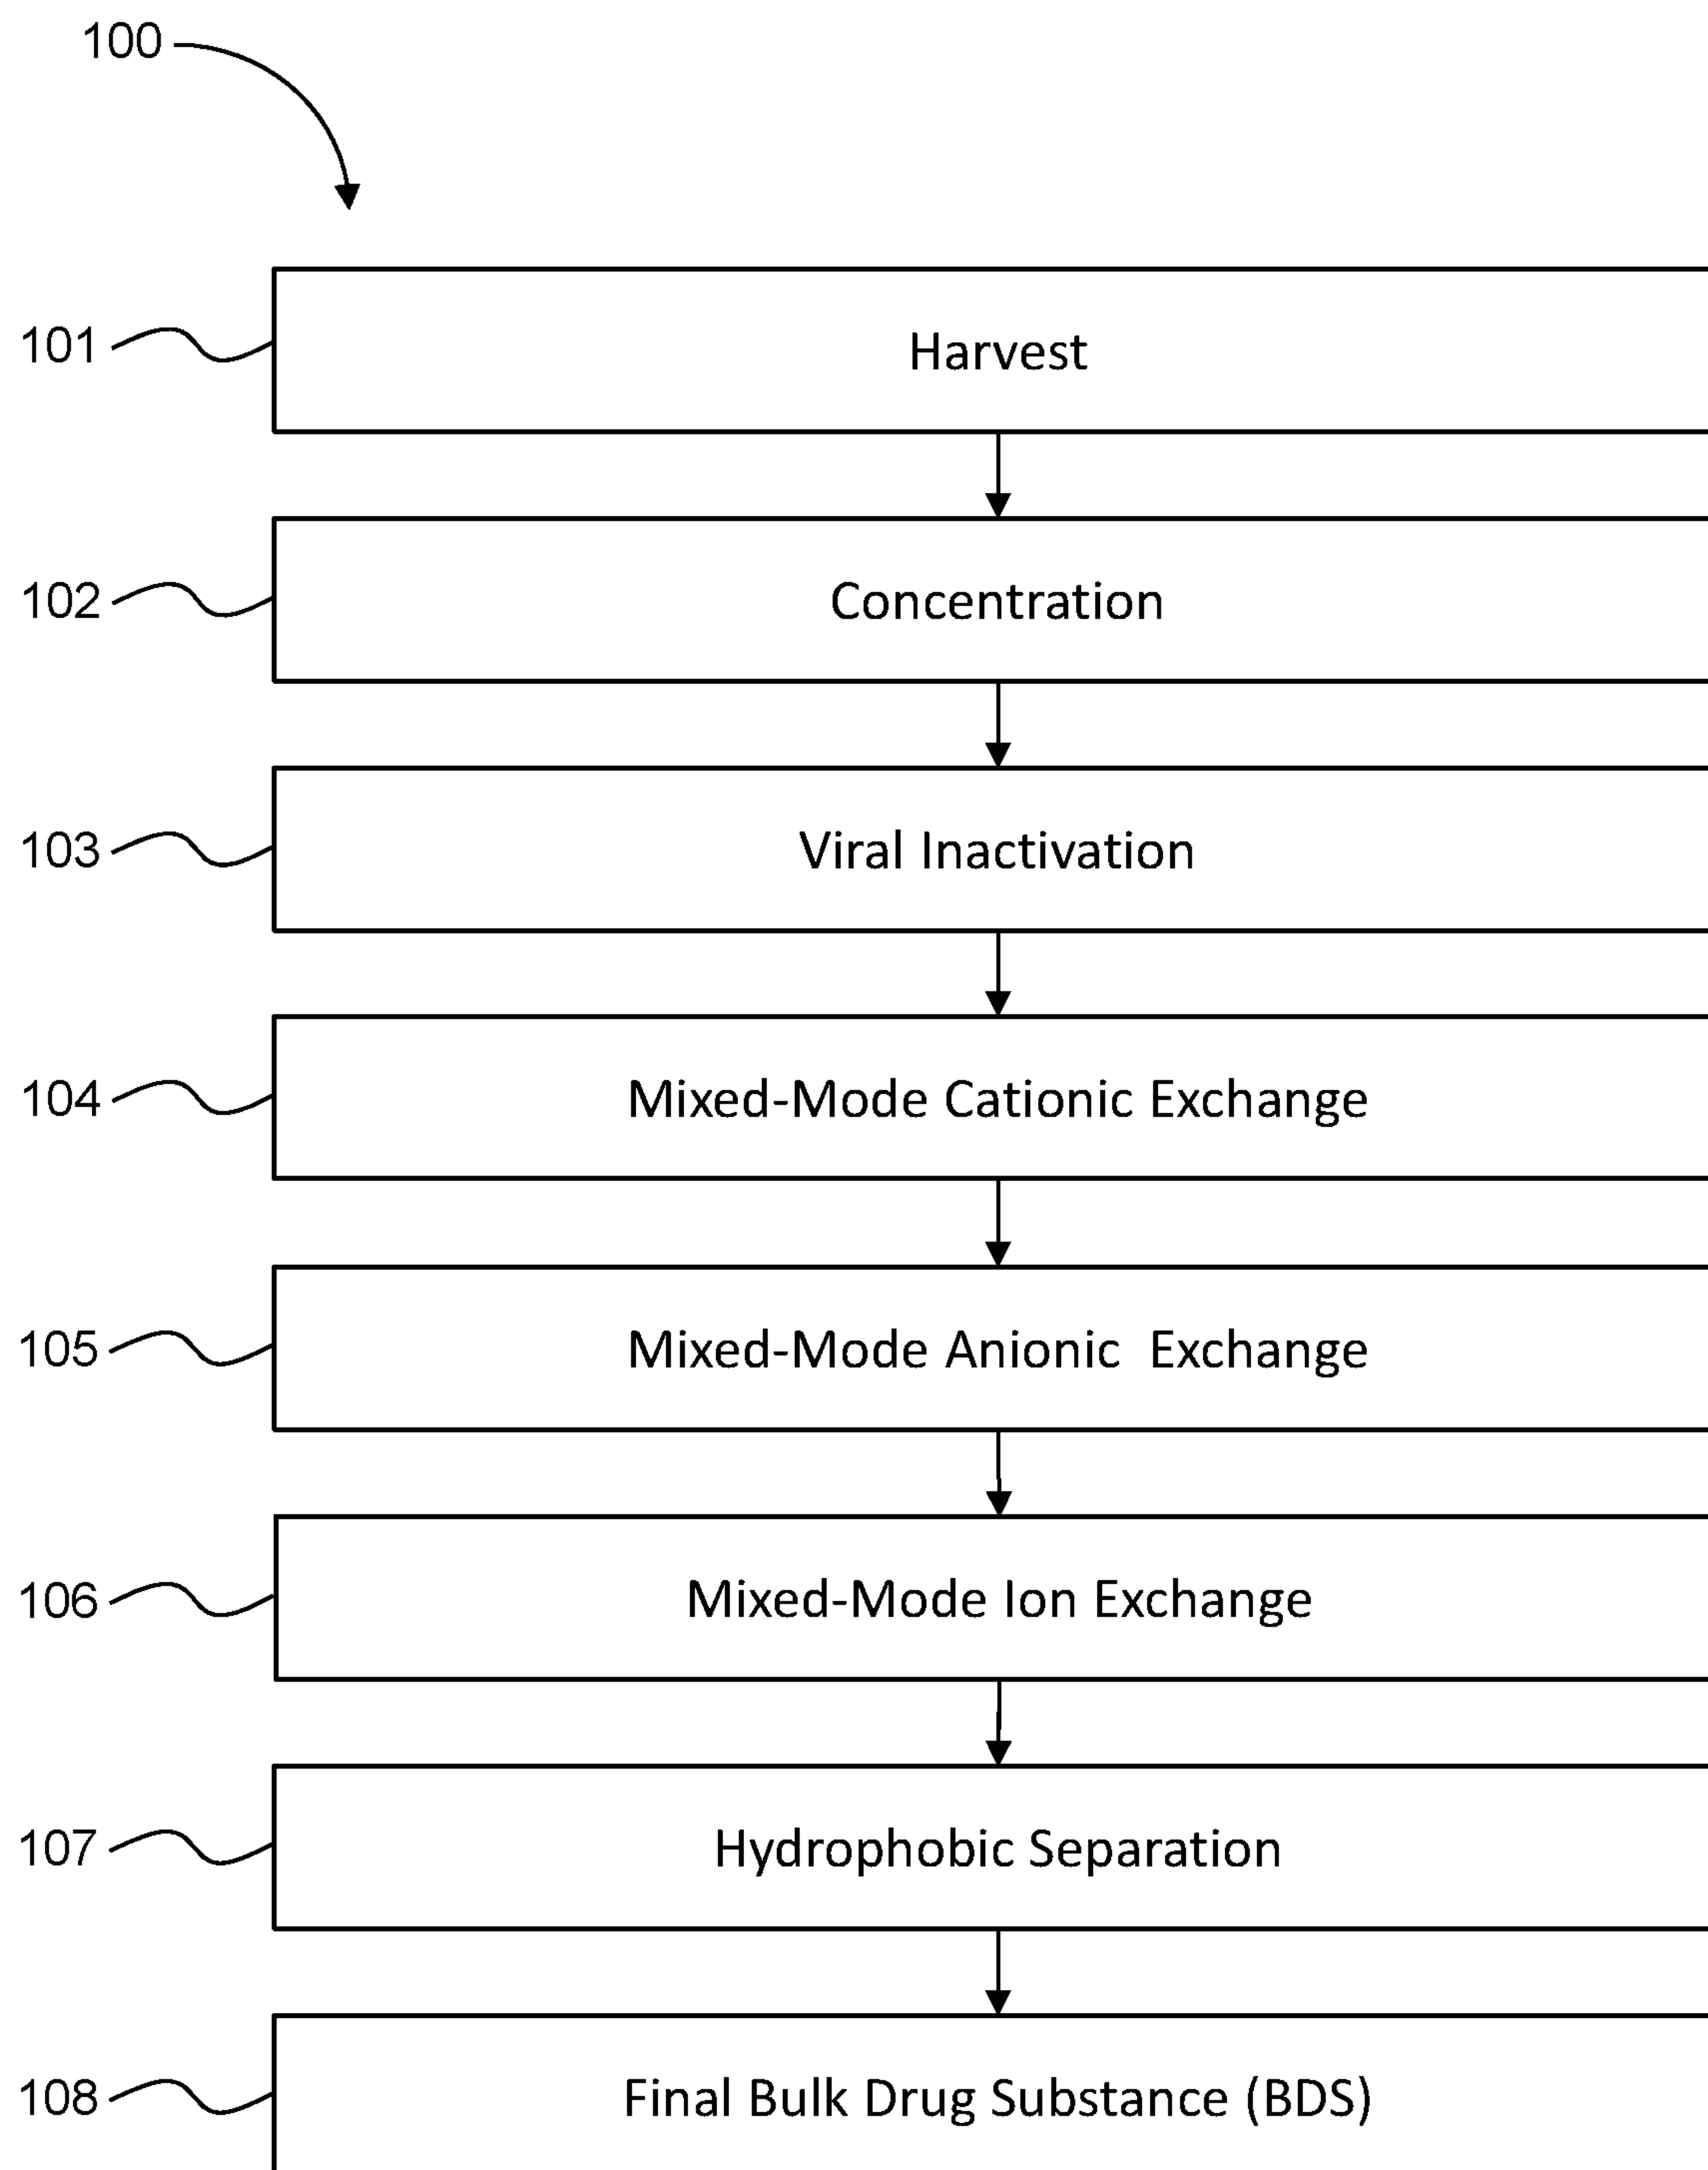 100
101 Harvest
102 Concentration
103 Viral Inactivation
104 Mixed-Mode Cationic Exchange
105 Mixed-Mode Anionic  Exchange
106 Mixed-Mode Ion Exchange
107 Hydrophobic Separation
108 Final Bulk Drug Substance (BDS)